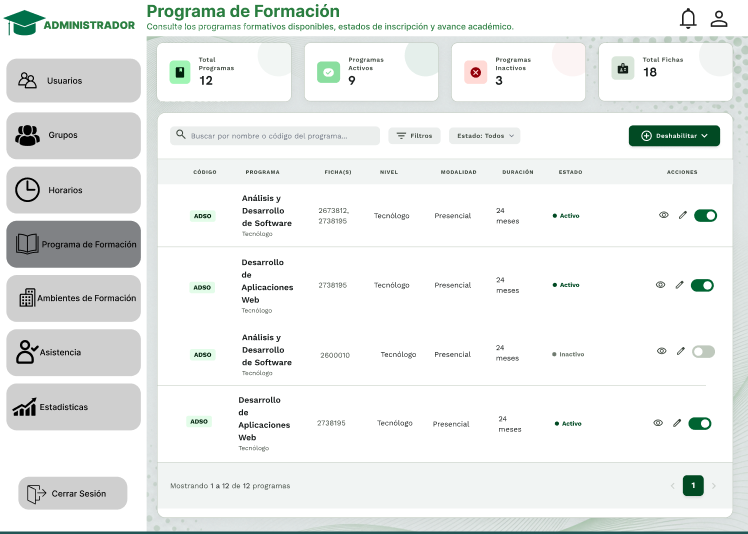 ADMINISTRADOR
Programa de Formación
Consulte los programas formativos disponibles, estados de inscripción y avance académico.
Usuarios
Grupos
Horarios
Programa de Formación
Ambientes de Formación
Asistencia
Estadísticas
Cerrar Sesión
Total
Programas
12
Programas
Activos
9
Programas
Inactivos
3
Total Fichas
18
Buscar por nombre o código del programa...
Filtros
Estado: Todos
Deshabilitar
CÓDIGO PROGRAMA FICHA(S) NIVEL MODALIDAD DURACIÓN ESTADO ACCIONES
ADSO
Análisis y
Desarrollo
de Software
Tecnólogo
2673812,
2738195
Tecnólogo
Presencial
24
meses
Activo
ADSO
Desarrollo
de
Aplicaciones
Web
Tecnólogo
2738195
Tecnólogo
Presencial
24
meses
Activo
ADSO
Análisis y
Desarrollo
de Software
Tecnólogo
2600010
Tecnólogo
Presencial
24
meses
Inactivo
ADSO
Desarrollo
de
Aplicaciones
Web
Tecnólogo
2738195
Tecnólogo
Presencial
24
meses
Activo
Mostrando 1 a 12 de 12 programas
1